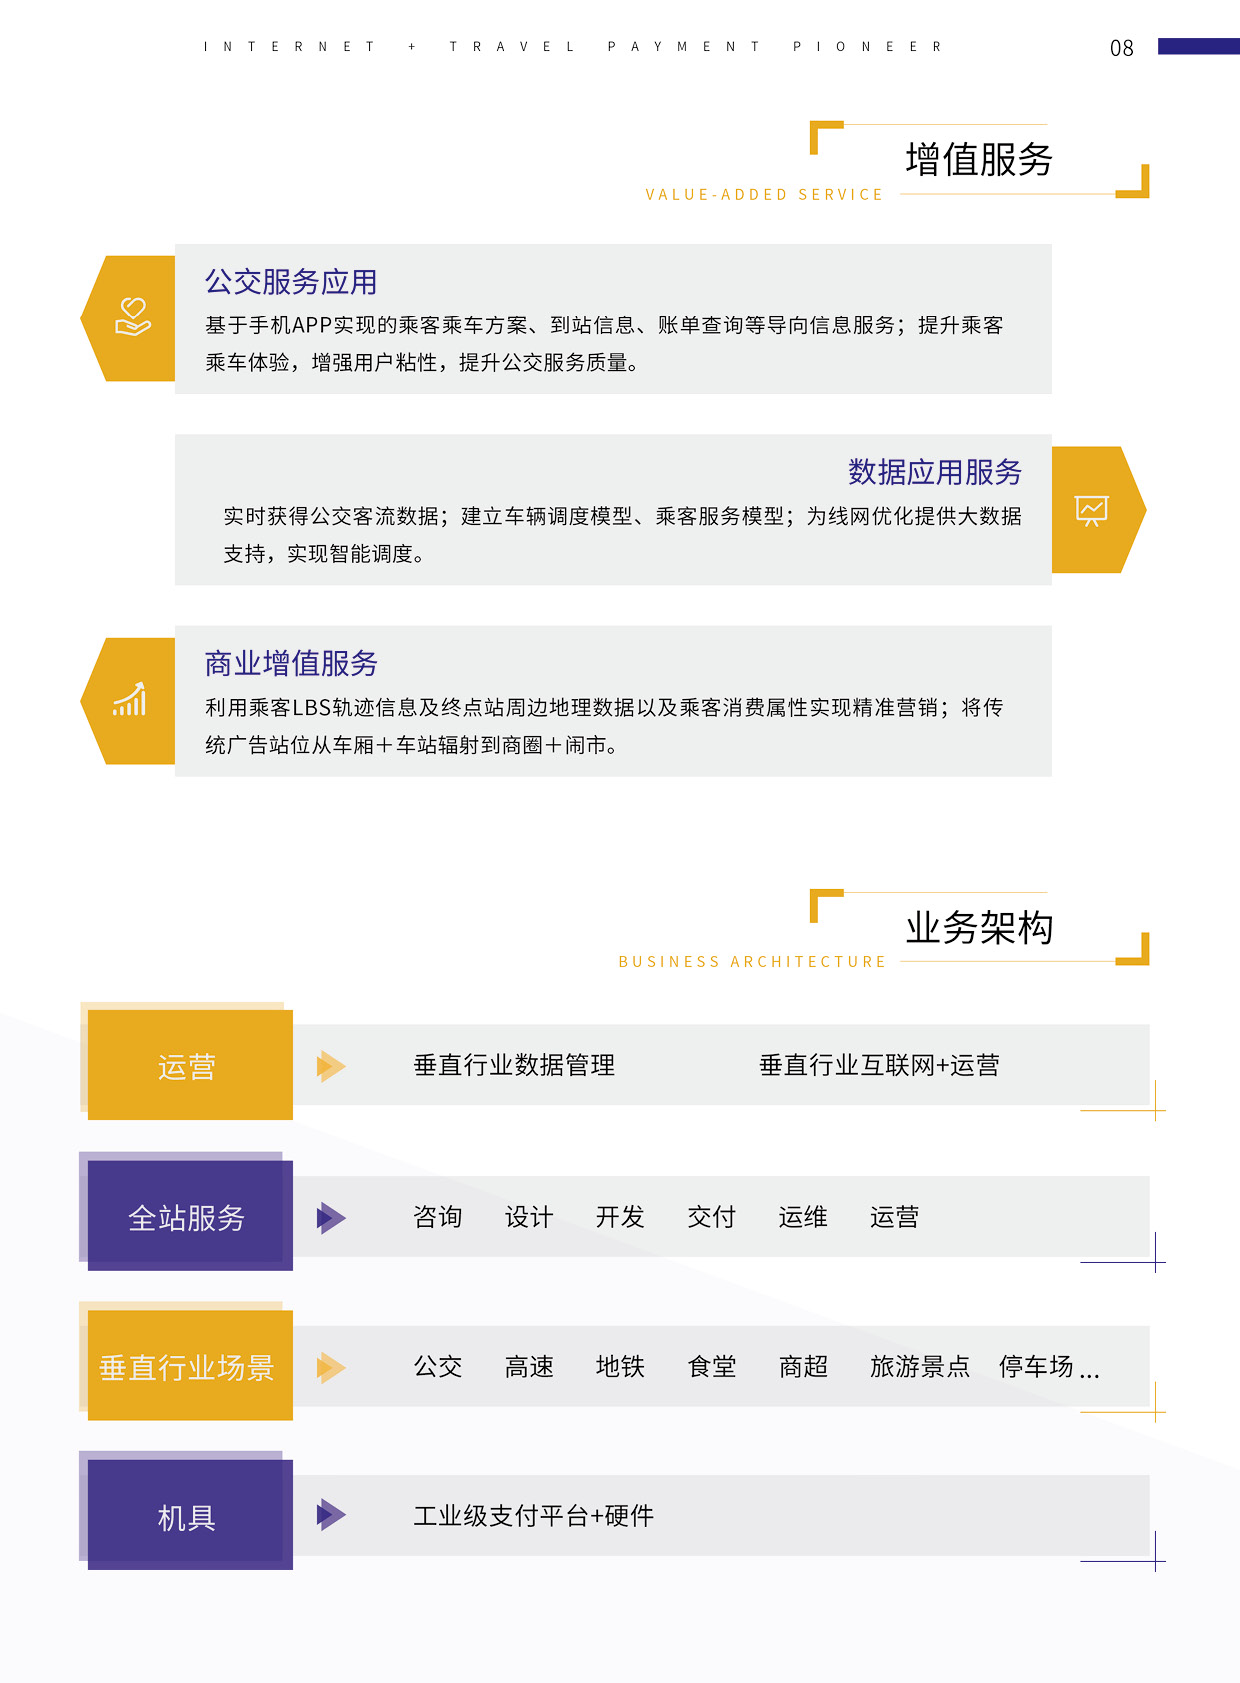 INTERNET + TRAVEL PAYMENT PIONEER
08
增值服务
VALUE-ADDED SERVICE
公交服务应用
基于手机APP实现的乘客乘车方案、到站信息、账单查询等导向信息服务；提升乘客
乘车体验，增强用户粘性，提升公交服务质量。
数据应用服务
实时获得公交客流数据；建立车辆调度模型、乘客服务模型；为线网优化提供大数据
支持，实现智能调度。
商业增值服务
利用乘客LBS轨迹信息及终点站周边地理数据以及乘客消费属性实现精准营销；将传
统广告站位从车厢＋车站辐射到商圈＋闹市。
业务架构
BUSINESS ARCHITECTURE
运营
垂直行业数据管理 垂直行业互联网+运营
全站服务
咨询 设计 开发 交付 运维 运营
垂直行业场景
公交 高速 地铁 食堂 商超 旅游景点 停车场...
机具
工业级支付平台+硬件